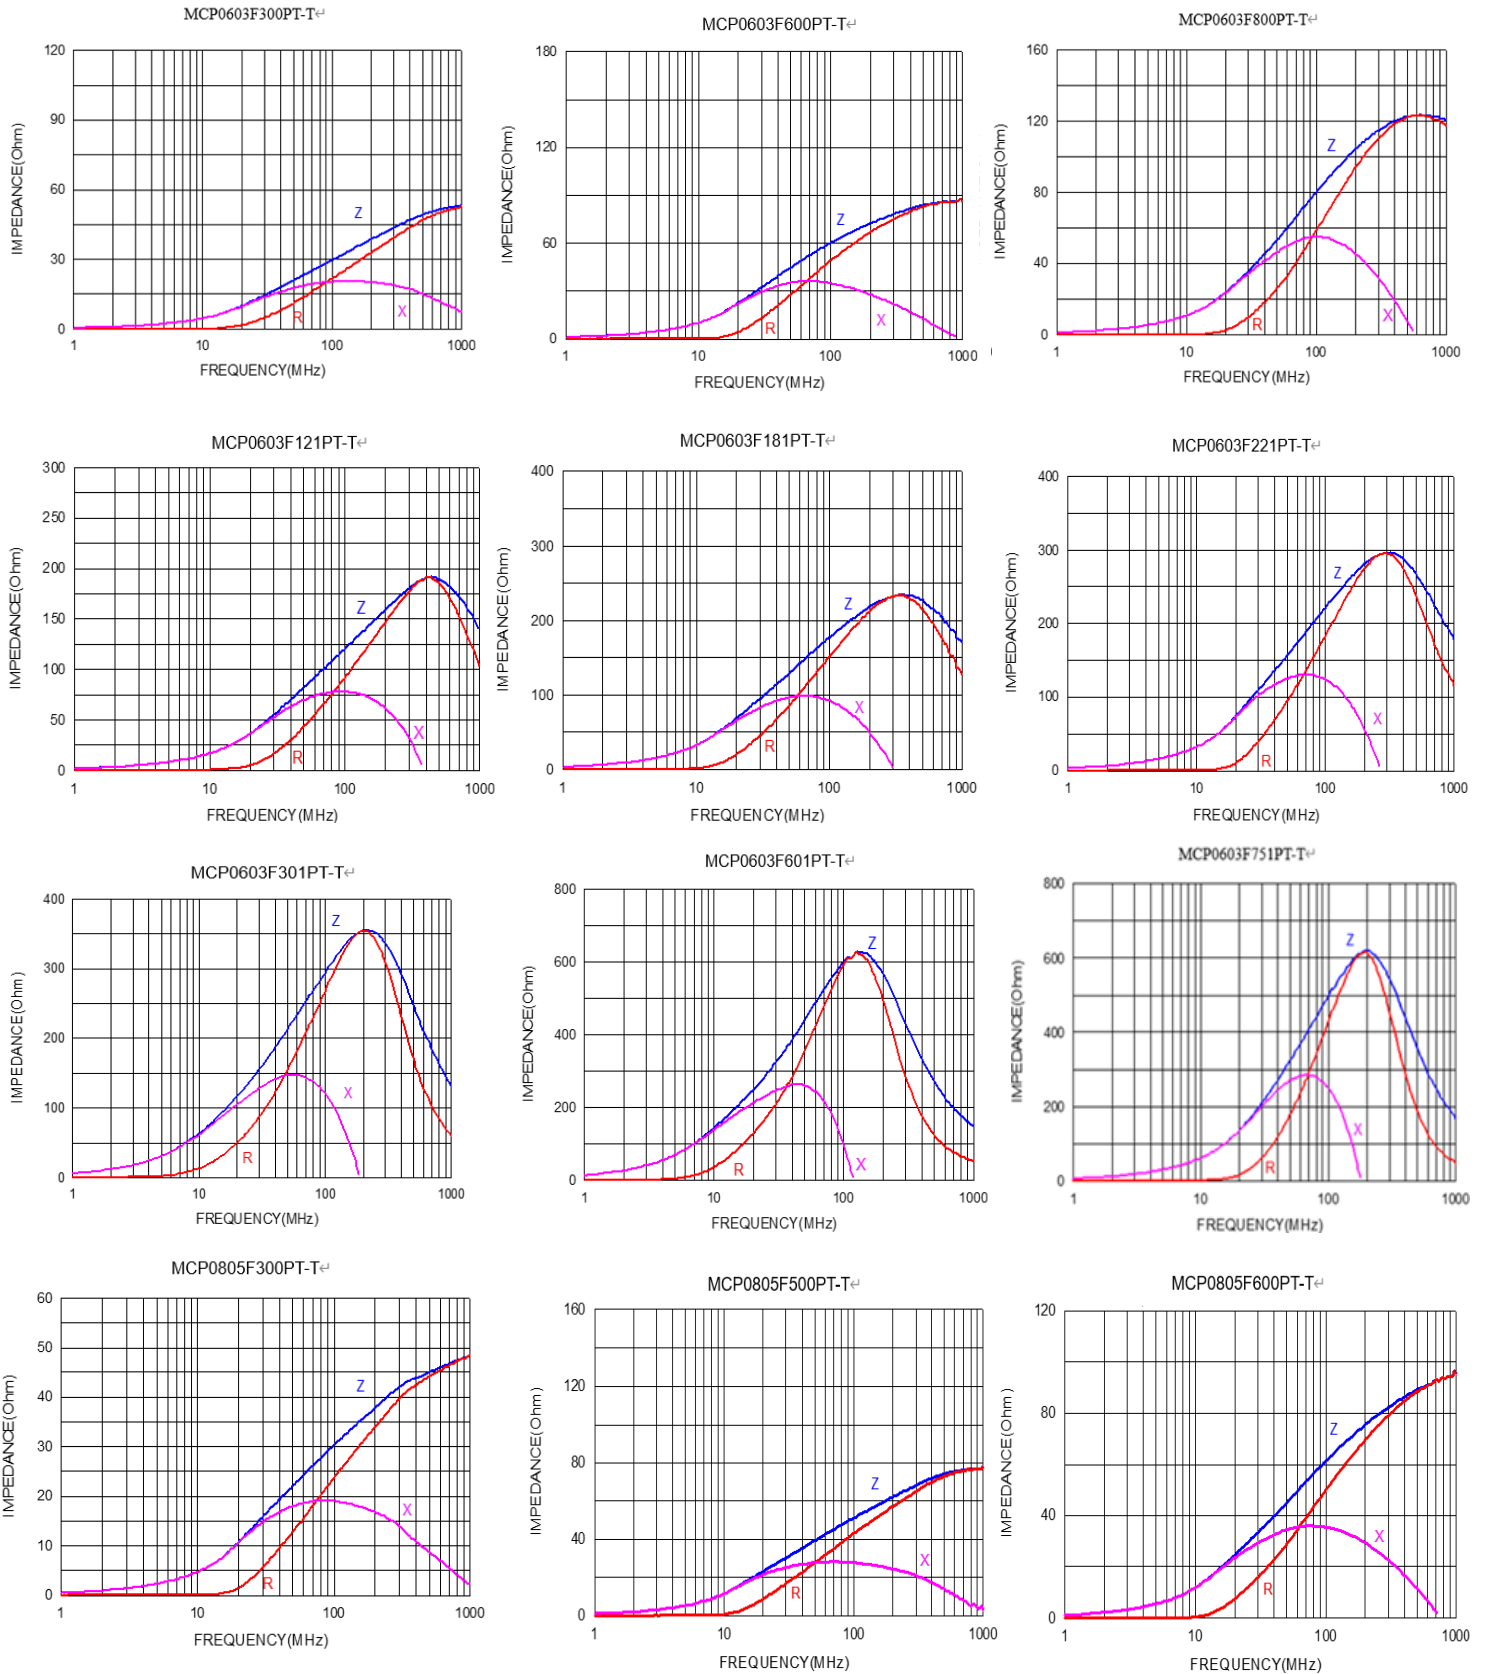 MCP0603F300PT-T↵
120
90
60
30
0
IMPEDANCE(Ohm)
Z
R
X
1 10 100 1000
FREQUENCY(MHz)
MCP0603F600PT-T↵
180
120
60
0
IMPEDANCE(Ohm)
Z
R
X
1 10 100 1000
FREQUENCY(MHz)
MCP0603F800PT-T↵
160
120
80
40
0
IMPEDANCE(Ohm)
Z
R
X
1 10 100 1000
FREQUENCY(MHz)
MCP0603F121PT-T↵
300
250
200
150
100
50
0
IMPEDANCE(Ohm)
Z
R
X
1 10 100 1000
FREQUENCY(MHz)
MCP0603F181PT-T↵
400
300
200
100
0
IMPEDANCE(Ohm)
Z
R
X
1 10 100 1000
FREQUENCY(MHz)
MCP0603F221PT-T↵
400
300
200
100
0
IMPEDANCE(Ohm)
Z
R
X
1 10 100 1000
FREQUENCY(MHz)
MCP0603F301PT-T↵
400
300
200
100
0
IMPEDANCE(Ohm)
Z
R
X
1 10 100 1000
FREQUENCY(MHz)
MCP0603F601PT-T↵
800
600
400
200
0
IMPEDANCE(Ohm)
Z
R
X
1 10 100 1000
FREQUENCY(MHz)
MCP0603F751PT-T↵
800
600
400
200
0
IMPEDANCE(Ohm)
Z
R
X
1 10 100 1000
FREQUENCY(MHz)
MCP0805F300PT-T↵
60
50
40
30
20
10
0
IMPEDANCE(Ohm)
Z
R
X
1 10 100 1000
FREQUENCY(MHz)
MCP0805F500PT-T↵
160
120
80
40
0
IMPEDANCE(Ohm)
Z
R
X
1 10 100 1000
FREQUENCY(MHz)
MCP0805F600PT-T↵
120
80
40
0
IMPEDANCE(Ohm)
Z
R
X
1 10 100 1000
FREQUENCY(MHz)